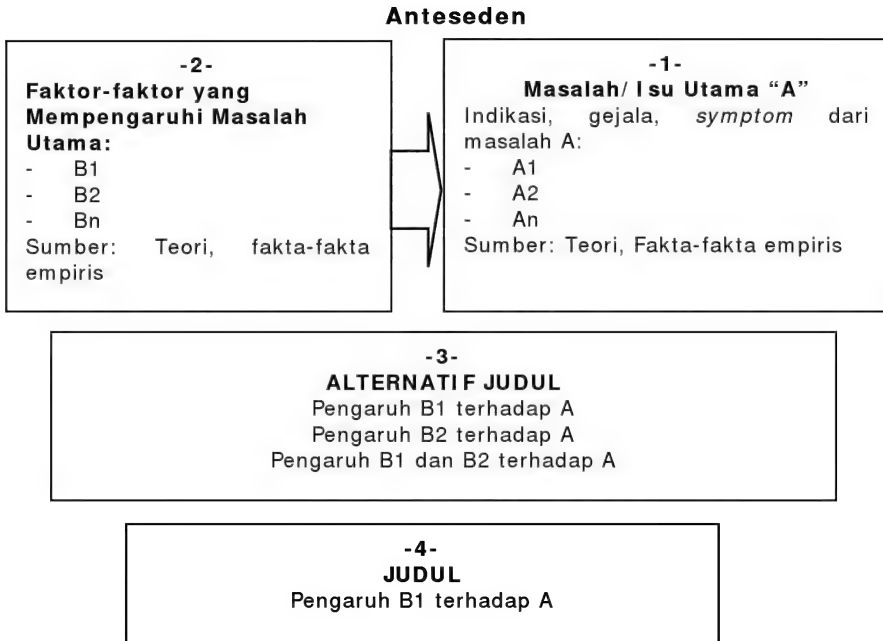 Anteseden
-2-
Faktor-faktor yang
Mempengaruhi Masalah
Utama:
- B1
- B2
- Bn
Sumber: Teori, fakta-fakta
empiris
-1-
Masalah/ Isu Utama “A”
Indikasi, gejala, symptom dari
masalah A:
- A1
- A2
- An
Sumber: Teori, Fakta-fakta empiris
-3-
ALTERNATIF JUDUL
Pengaruh B1 terhadap A
Pengaruh B2 terhadap A
Pengaruh B1 dan B2 terhadap A
-4-
JUDUL
Pengaruh B1 terhadap A